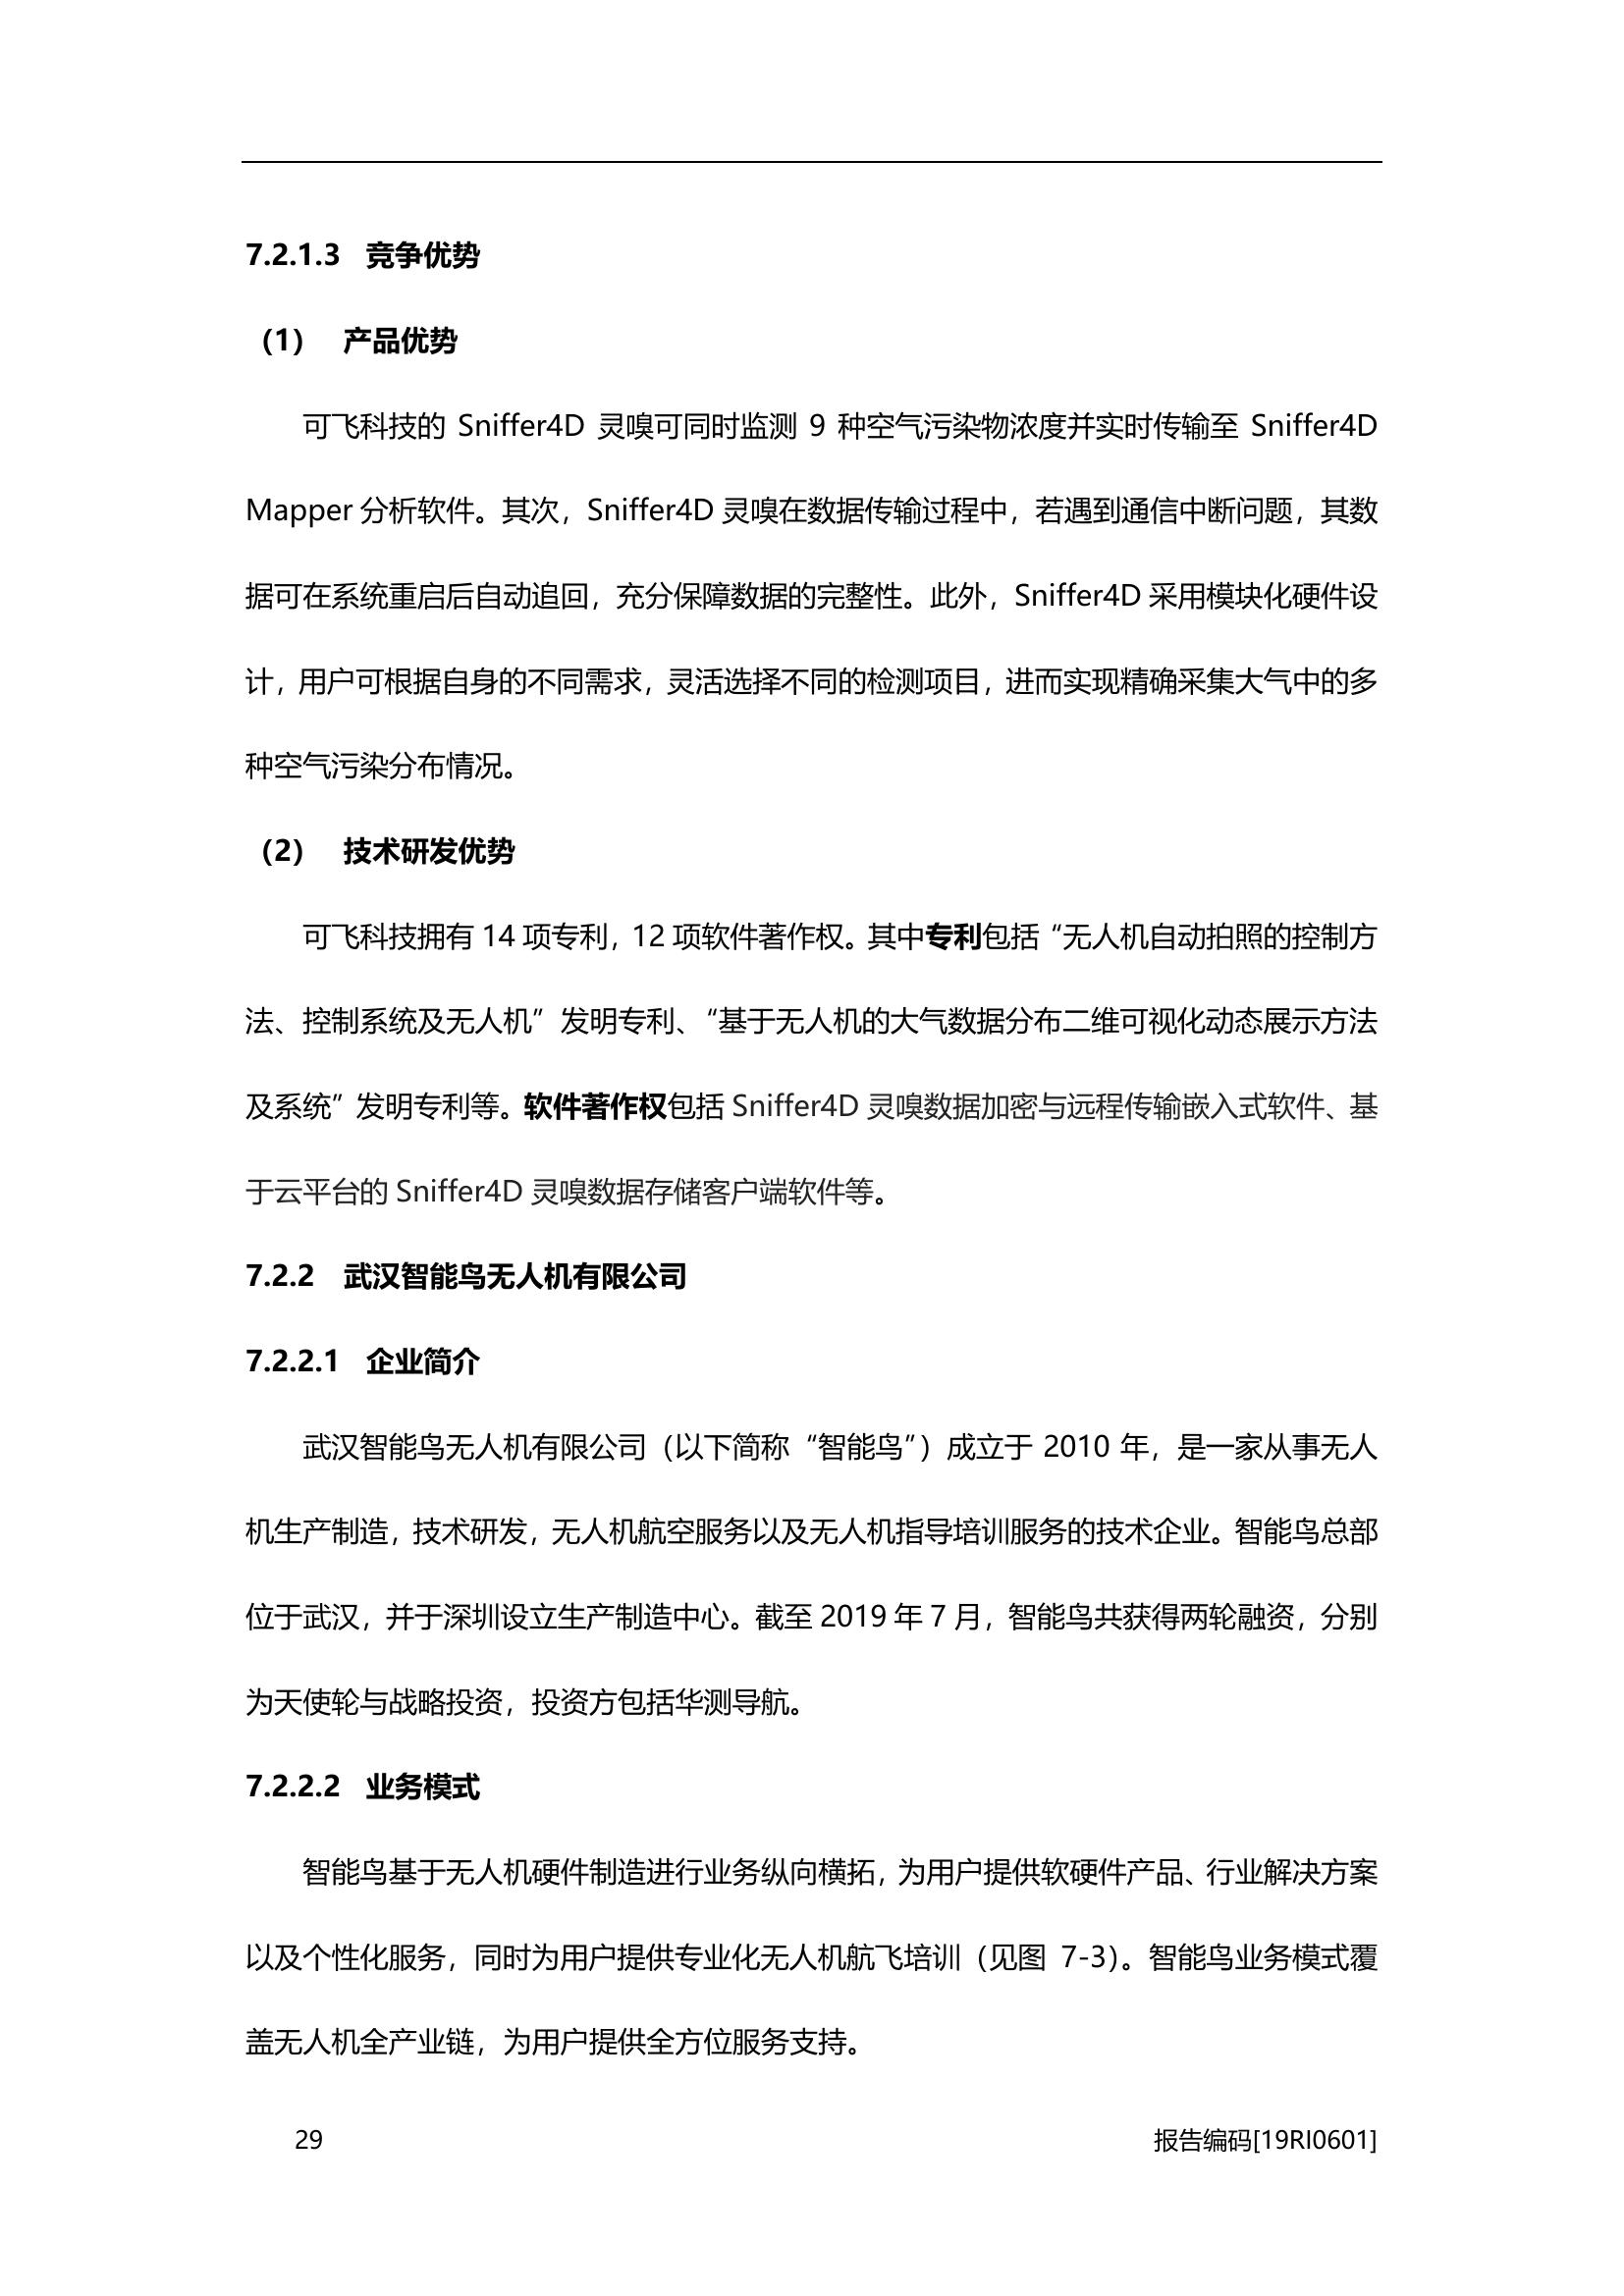 7.2.1.3 竞争优势
（1） 产品优势
可飞科技的 Sniffer4D 灵嗅可同时监测 9 种空气污染物浓度并实时传输至 Sniffer4D
Mapper 分析软件。其次，Sniffer4D 灵嗅在数据传输过程中，若遇到通信中断问题，其数
据可在系统重启后自动追回，充分保障数据的完整性。此外，Sniffer4D 采用模块化硬件设
计，用户可根据自身的不同需求，灵活选择不同的检测项目，进而实现精确采集大气中的多
种空气污染分布情况。
（2） 技术研发优势
可飞科技拥有 14 项专利，12 项软件著作权。其中专利包括“无人机自动拍照的控制方
法、控制系统及无人机”发明专利、“基于无人机的大气数据分布二维可视化动态展示方法
及系统”发明专利等。软件著作权包括 Sniffer4D 灵嗅数据加密与远程传输嵌入式软件、基
于云平台的 Sniffer4D 灵嗅数据存储客户端软件等。
7.2.2 武汉智能鸟无人机有限公司
7.2.2.1 企业简介
武汉智能鸟无人机有限公司（以下简称“智能鸟”）成立于 2010 年，是一家从事无人
机生产制造，技术研发，无人机航空服务以及无人机指导培训服务的技术企业。智能鸟总部
位于武汉，并于深圳设立生产制造中心。截至 2019 年 7 月，智能鸟共获得两轮融资，分别
为天使轮与战略投资，投资方包括华测导航。
7.2.2.2 业务模式
智能鸟基于无人机硬件制造进行业务纵向横拓，为用户提供软硬件产品、行业解决方案
以及个性化服务，同时为用户提供专业化无人机航飞培训（见图 7-3）。智能鸟业务模式覆
盖无人机全产业链，为用户提供全方位服务支持。
29 报告编码[19RI0601]